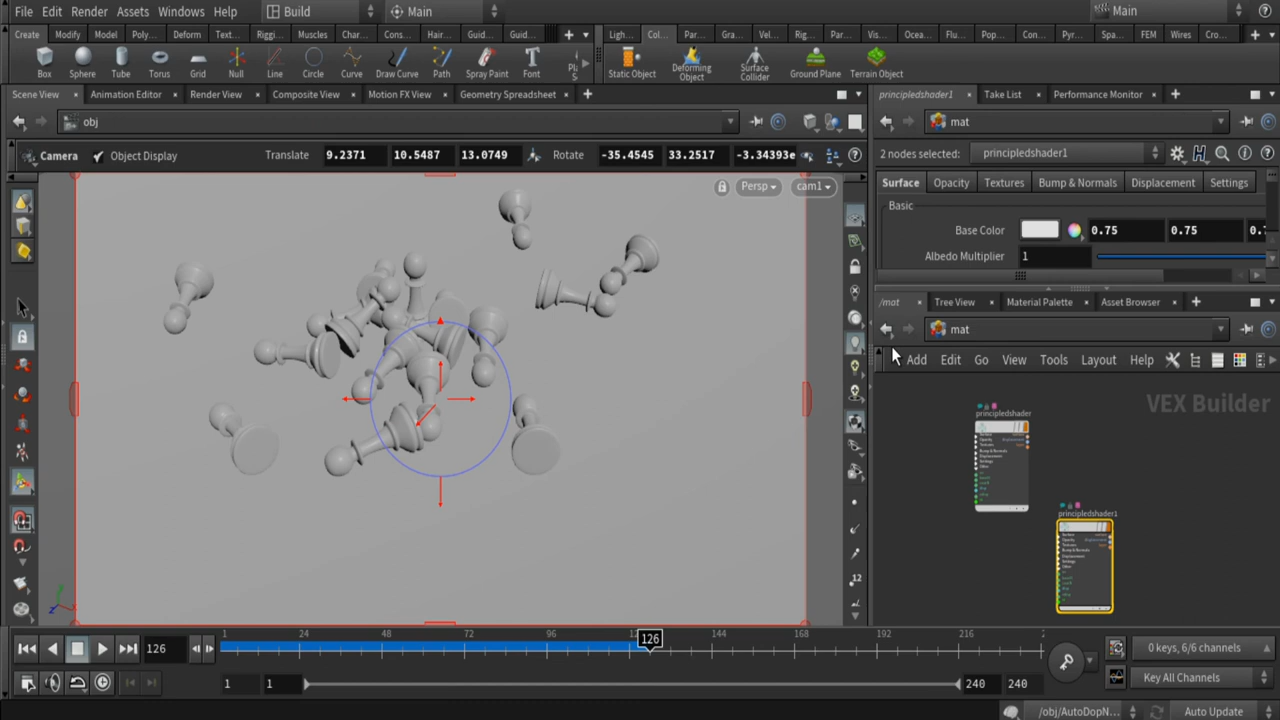 File Edit Render Assets Windows Help Build Main Main
Create Modify Model Poly... Deform Text... Riggi... Muscles Char... Cons... Hair... Guid... Guid... Ligh... Col... Par... Gra... Vel... Rig... Par... Vis... Ocea... Flu... Pop... Con... Pyr... Spa... FEM Wires Cro...
Box Sphere Tube Torus Grid Null Line Circle Curve Draw Curve Path Spray Paint Font Static Object Deforming Object Surface Collider Ground Plane Terrain Object
Scene View Animation Editor Render View Composite View Motion FX View Geometry Spreadsheet principledshader1 Take List Performance Monitor
obj mat
Camera Object Display Translate 9.2371 10.5487 13.0749 Rotate -35.4545 33.2517 -3.34393e 2 nodes selected: principledshader1
Persp cam1 Surface Opacity Textures Bump & Normals Displacement Settings
Basic
Base Color 0.75 0.75 0.7
Albedo Multiplier 1
/mat Tree View Material Palette Asset Browser
mat
Add Edit Go View Tools Layout Help
VEX Builder
principledshader
principledshader1
12
1 24 48 72 96 126 144 168 192 216
126 0 keys, 6/6 channels
1 1 240 240 Key All Channels
/obj/AutoDopN... Auto Update